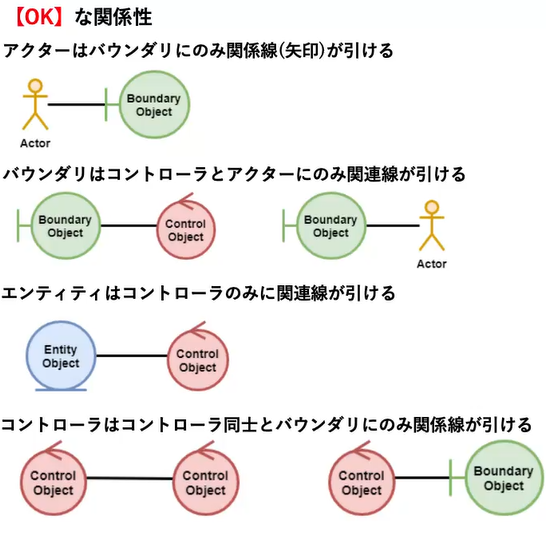 【OK】な関係性
アクターはバウンダリにのみ関係線(矢印)が引ける
Boundary
Object
Actor
バウンダリはコントローラとアクターにのみ関連線が引ける
Boundary
Object
Control
Object
Boundary
Object
Actor
エンティティはコントローラのみに関連線が引ける
Entity
Object
Control
Object
コントローラはコントローラ同士とバウンダリにのみ関係線が引ける
Control
Object
Control
Object
Control
Object
Boundary
Object